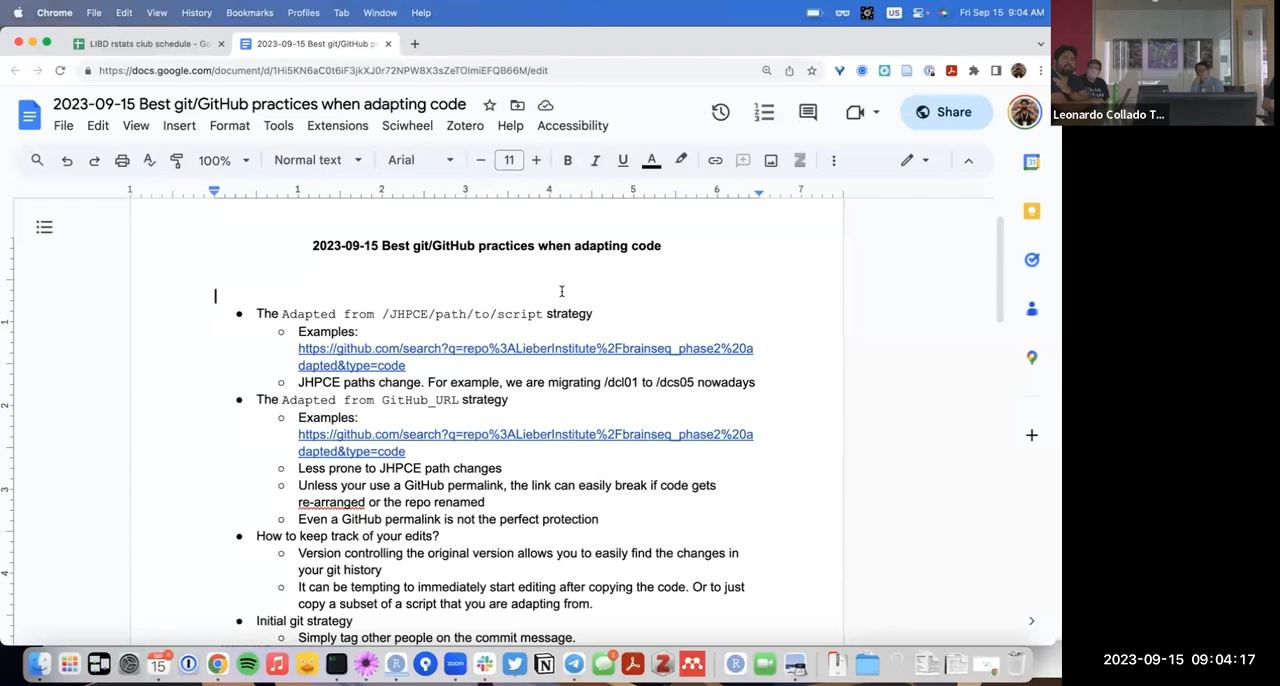 Chrome File Edit View History Bookmarks Profiles Tab Window Help US Fri Sep 15 9:04 AM
LIBD rstats club schedule - Go 2023-09-15 Best git/GitHub p
https://docs.google.com/document/d/1Hi5KN6aC0t6iF3jkXJ0r72NPW8X3sZeTOlmiEFQB66M/edit
2023-09-15 Best git/GitHub practices when adapting code
Share
File Edit View Insert Format Tools Extensions Sciwheel Zotero Help Accessibility
100% Normal text Arial 11 B I U A
1 1 2 3 4 5 6 7
2023-09-15 Best git/GitHub practices when adapting code
● The Adapted from /JHPCE/path/to/script strategy
○ Examples:
https://github.com/search?q=repo%3ALieberInstitute%2Fbrainseq_phase2%20a
dapted&type=code
○ JHPCE paths change. For example, we are migrating /dcl01 to /dcs05 nowadays
● The Adapted from GitHub_URL strategy
○ Examples:
https://github.com/search?q=repo%3ALieberInstitute%2Fbrainseq_phase2%20a
dapted&type=code
○ Less prone to JHPCE path changes
○ Unless your use a GitHub permalink, the link can easily break if code gets
re-arranged or the repo renamed
○ Even a GitHub permalink is not the perfect protection
● How to keep track of your edits?
○ Version controlling the original version allows you to easily find the changes in
your git history
○ It can be tempting to immediately start editing after copying the code. Or to just
copy a subset of a script that you are adapting from.
● Initial git strategy
○ Simply tag other people on the commit message.
Leonardo Collado T...
2023-09-15 09:04:17